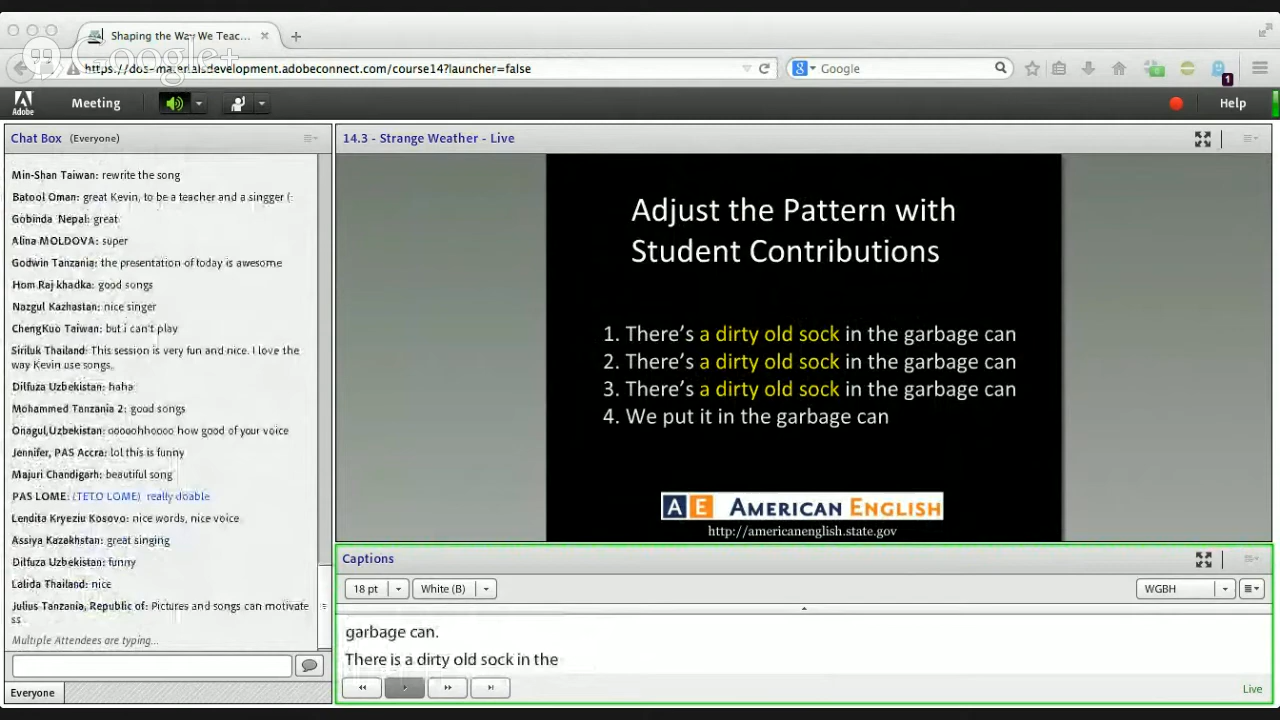 Shaping the Way We Teac...
Google+
https://dos-materialsdevelopment.adobeconnect.com/course14?launcher=false
Google
1
Adobe
Meeting
Help
Chat Box (Everyone)
Min-Shan Taiwan: rewrite the song
Batool Oman: great Kevin, to be a teacher and a singger (:
Gobinda Nepal: great
Alina MOLDOVA: super
Godwin Tanzania: the presentation of today is awesome
Hom Raj khadka: good songs
Nazgul Kazhastan: nice singer
ChengKuo Taiwan: but i can't play
Siriluk Thailand: This session is very fun and nice. I love the
way Kevin use songs.
Dilfuza Uzbekistan: haha
Mohammed Tanzania 2: good songs
Onagul,Uzbekistan: oooohhoooo how good of your voice
Jennifer, PAS Accra: lol this is funny
Majuri Chandigarh: beautiful song
PAS LOME: (TETO LOME) really doable
Lendita Kryeziu Kosovo: nice words, nice voice
Assiya Kazakhstan: great singing
Dilfuza Uzbekistan: funny
Lalida Thailand: nice
Julius Tanzania, Republic of: Pictures and songs can motivate
ss
Multiple Attendees are typing...
Everyone
14.3 - Strange Weather - Live
Adjust the Pattern with
Student Contributions
1. There's a dirty old sock in the garbage can
2. There's a dirty old sock in the garbage can
3. There's a dirty old sock in the garbage can
4. We put it in the garbage can
AE AMERICAN ENGLISH
http://americanenglish.state.gov
Captions
18 pt
White (B)
WGBH
garbage can.
There is a dirty old sock in the
Live